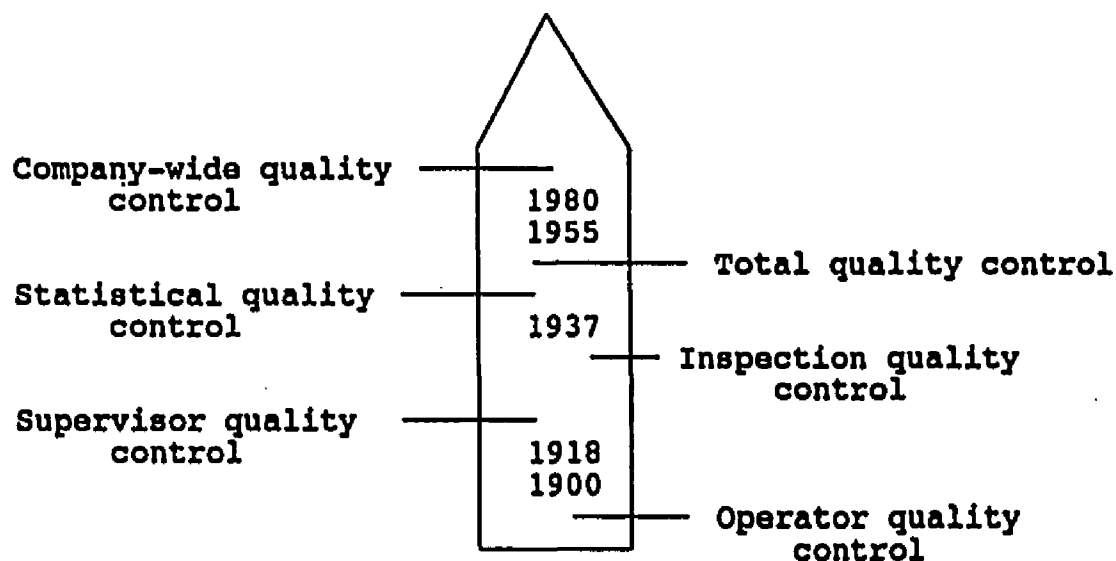 Company-wide quality
control
1980
1955
Total quality control
Statistical quality
control
1937
Inspection quality
control
Supervisor quality
control
1918
1900
Operator quality
control